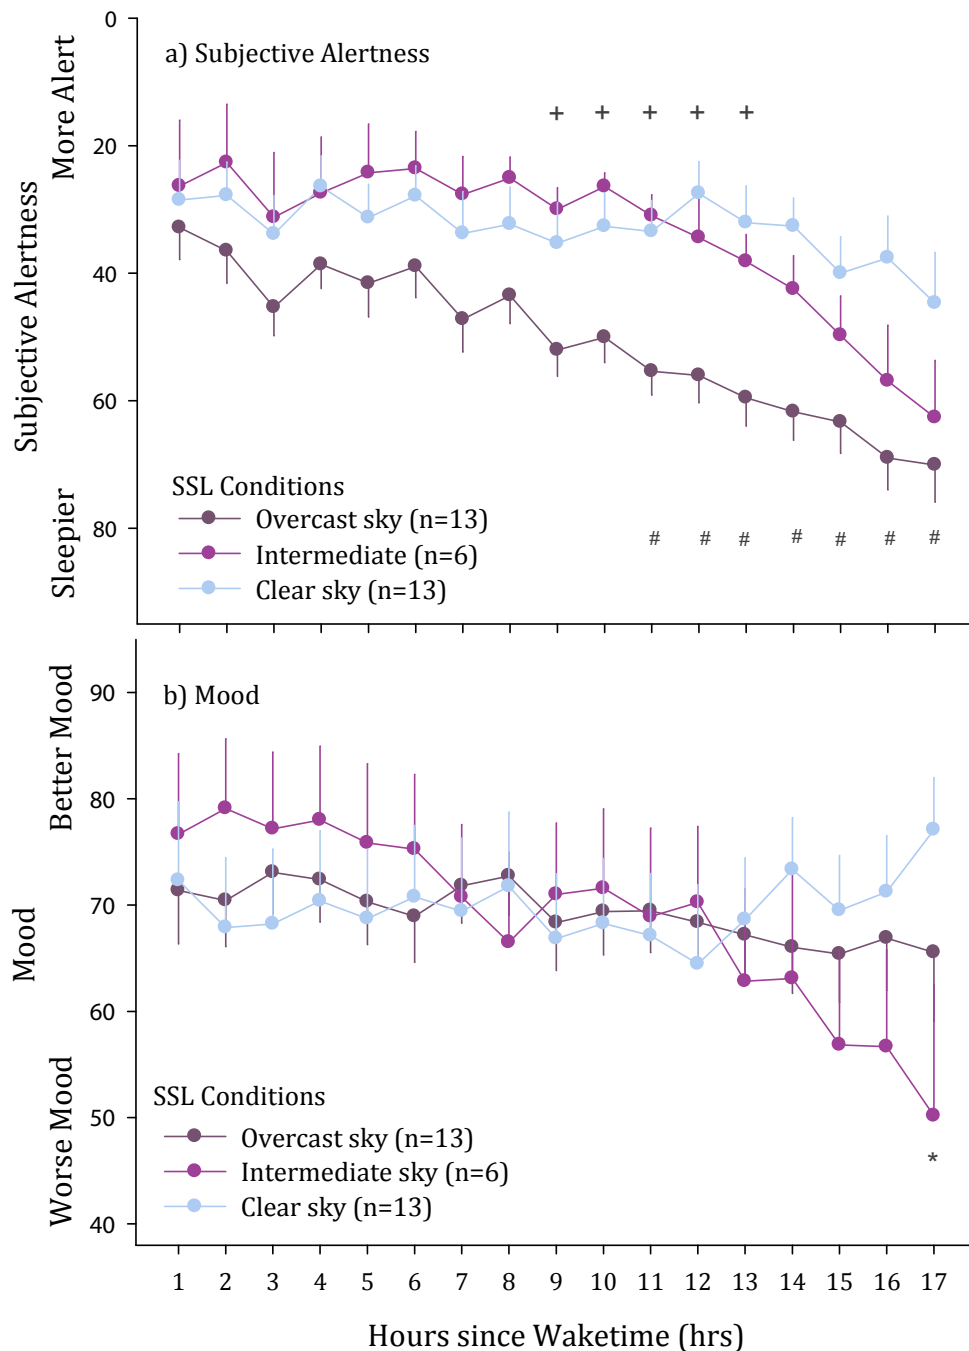 0
20
40
60
80
More Alert
Subjective Alertness
Sleepier
a) Subjective Alertness
+ + + + +
SSL Conditions
Overcast sky (n=13)
Intermediate (n=6)
Clear sky (n=13)
# # # # # # #
90
80
70
60
50
40
Better Mood
Mood
Worse Mood
b) Mood
SSL Conditions
Overcast sky (n=13)
Intermediate sky (n=6)
Clear sky (n=13)
*
1 2 3 4 5 6 7 8 9 10 11 12 13 14 15 16 17
Hours since Waketime (hrs)